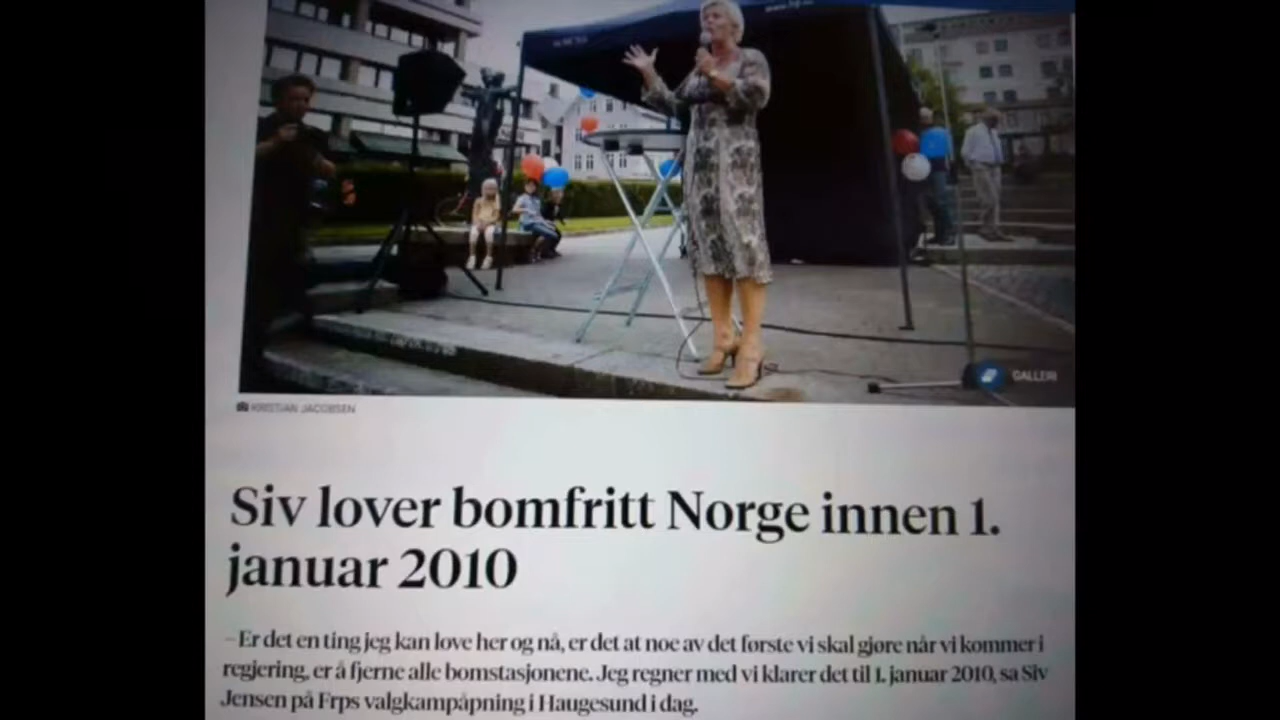 GALLERI
KRISTIAN JACOBSEN
Siv lover bomfritt Norge innen 1.
januar 2010
– Er det en ting jeg kan love her og nå, er det at noe av det første vi skal gjøre når vi kommer i
regjering, er å fjerne alle bomstasjonene. Jeg regner med vi klarer det til 1. januar 2010, sa Siv
Jensen på Frps valgkampåpning i Haugesund i dag.